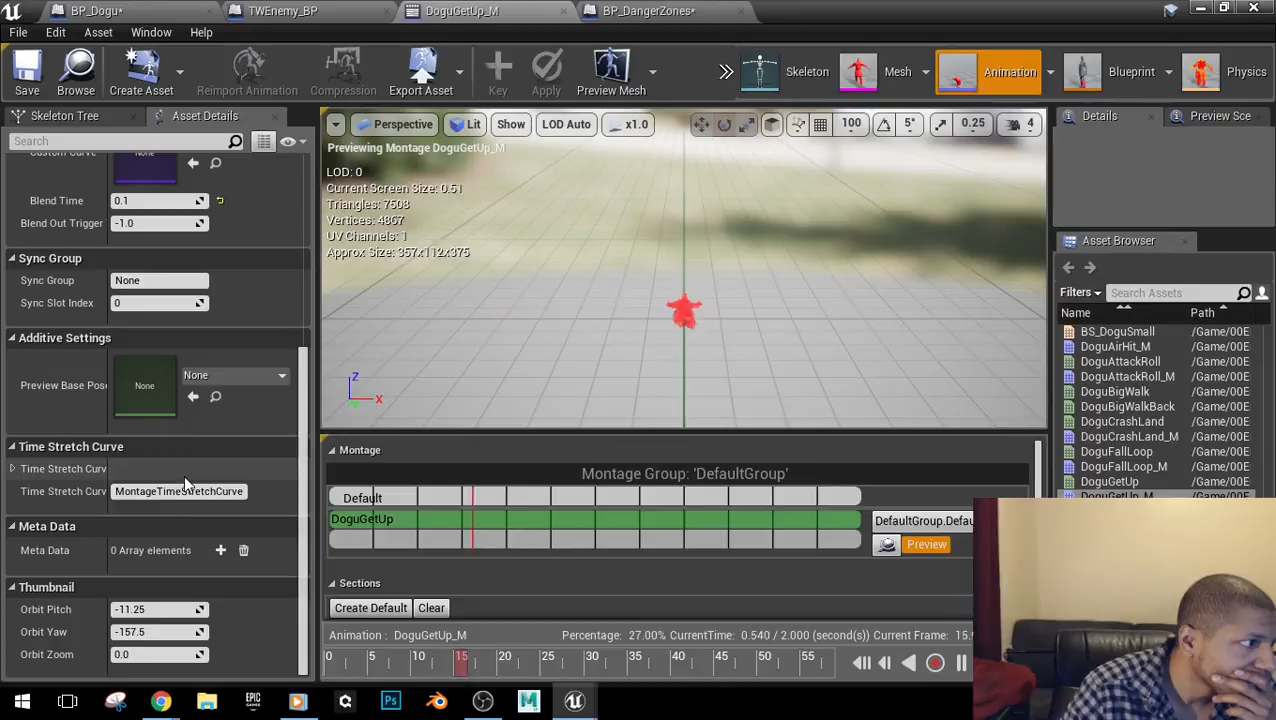 BP_Dogu*
TWEnemy_BP
DoguGetUp_M
BP_DangerZones*
File Edit Asset Window Help
Save Browse Create Asset Reimport Animation Compression Export Asset Key Apply Preview Mesh Skeleton Mesh Animation Blueprint Physics
Skeleton Tree Asset Details
Search
Custom Curve None
Blend Time 0.1
Blend Out Trigger -1.0
Sync Group
Sync Group None
Sync Slot Index 0
Additive Settings
Preview Base Pose None None
Time Stretch Curve
Time Stretch Curv
Time Stretch Curv MontageTimeStretchCurve
Meta Data
Meta Data 0 Array elements
Thumbnail
Orbit Pitch -11.25
Orbit Yaw -157.5
Orbit Zoom 0.0
Perspective Lit Show LOD Auto x1.0 100 5° 0.25 4
Previewing Montage DoguGetUp_M
LOD: 0
Current Screen Size: 0.51
Triangles: 7508
Vertices: 4867
UV Channels: 1
Approx Size: 357x112x375
Z
X
Y
Montage
Montage Group: 'DefaultGroup'
Default
DoguGetUp DefaultGroup.Defau
Preview
Sections
Create Default Clear
Animation : DoguGetUp_M Percentage: 27.00% CurrentTime: 0.540 / 2.000 (second(s)) Current Frame: 15.
0 5 10 15 20 25 30 35 40 45 50 55
Details Preview Sce
Asset Browser
Filters Search Assets
Name Path
BS_DoguSmall /Game/00E
DoguAirHit_M /Game/00E
DoguAttackRoll /Game/00E
DoguAttackRoll_M /Game/00E
DoguBigWalk /Game/00E
DoguBigWalkBack /Game/00E
DoguCrashLand /Game/00E
DoguCrashLand_M /Game/00E
DoguFallLoop /Game/00E
DoguFallLoop_M /Game/00E
DoguGetUp /Game/00E
DoguGetUp_M /Game/00E
EPIC GAMES
Ps
M